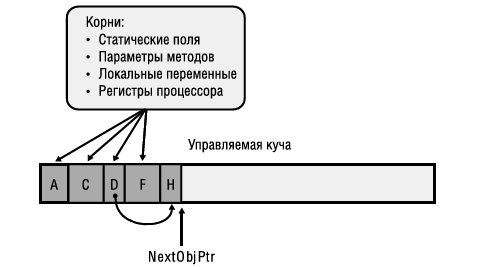 Корни:
• Статические поля
• Параметры методов
• Локальные переменные
• Регистры процессора
Управляемая куча
A C D F H
NextObjPtr